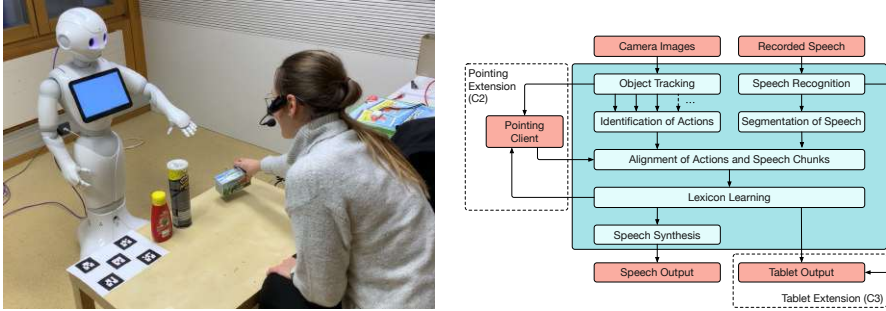 Camera Images
Recorded Speech
Pointing
Extension
(C2)
Object Tracking
Speech Recognition
...
Identification of Actions
Segmentation of Speech
Pointing
Client
Alignment of Actions and Speech Chunks
Lexicon Learning
Speech Synthesis
Speech Output
Tablet Output
Tablet Extension (C3)